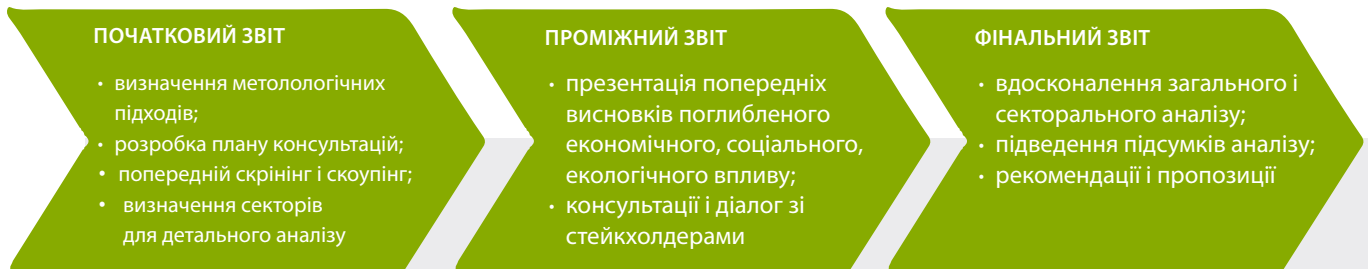 ПОЧАТКОВИЙ ЗВІТ
• визначення метолологічних
підходів;
• розробка плану консультацій;
• попередній скрінінг і скоупінг;
• визначення секторів
для детального аналізу
ПРОМІЖНИЙ ЗВІТ
• презентація попередніх
висновків поглибленого
економічного, соціального,
екологічного впливу;
• консультації і діалог зі
стейкхолдерами
ФІНАЛЬНИЙ ЗВІТ
• вдосконалення загального і
секторального аналізу;
• підведення підсумків аналізу;
• рекомендації і пропозиції